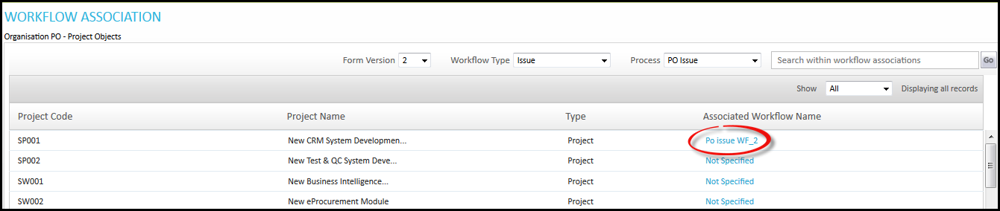 WORKFLOW ASSOCIATION
Organisation PO - Project Objects
Form Version 2 Workflow Type Issue Process PO Issue Search within workflow associations Go
Show All Displaying all records
Project Code Project Name Type Associated Workflow Name
SP001 New CRM System Developmen... Project Po issue WF_2
SP002 New Test & QC System Deve... Project Not Specified
SW001 New Business Intelligence... Project Not Specified
SW002 New eProcurement Module Project Not Specified